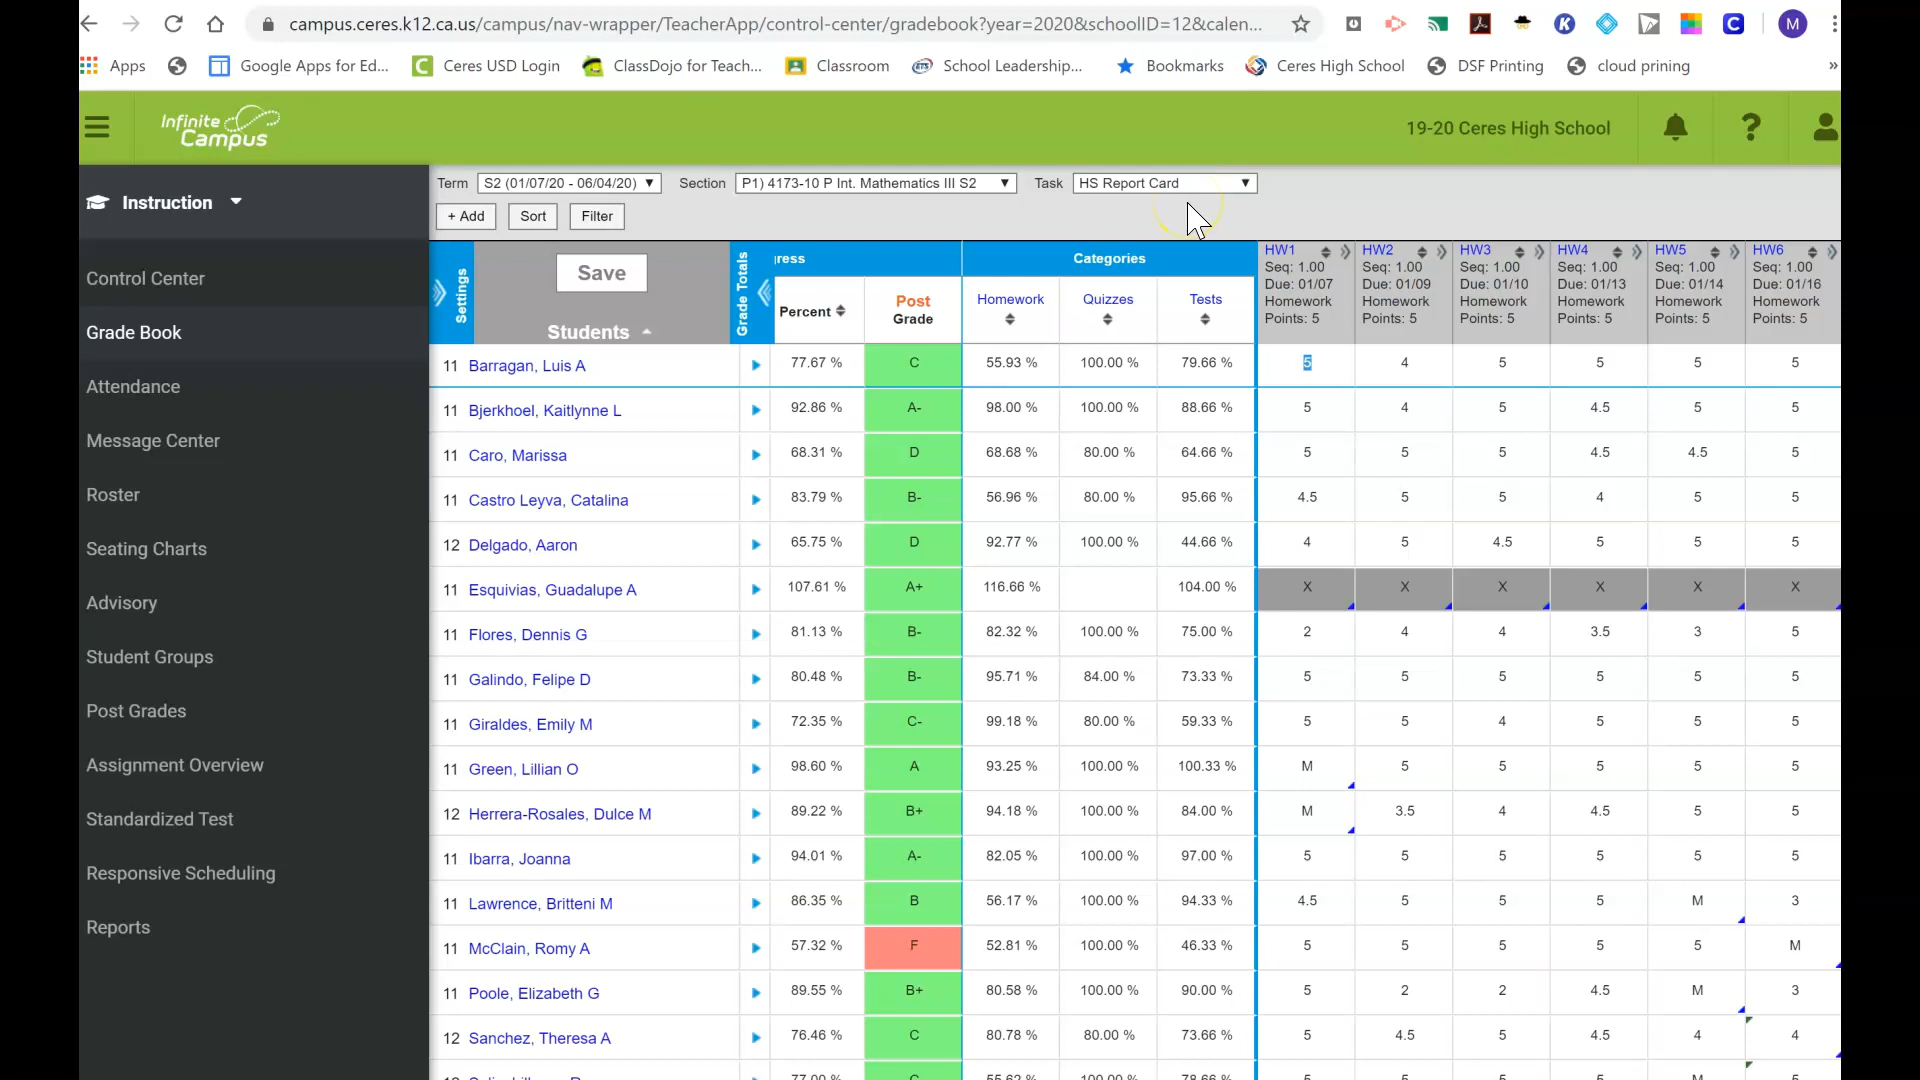 campus.ceres.k12.ca.us/campus/nav-wrapper/TeacherApp/control-center/gradebook?year=2020&schoolID=12&calen...
M
Apps Google Apps for Ed... Ceres USD Login ClassDojo for Teach... Classroom School Leadership... Bookmarks Ceres High School DSF Printing cloud prining »
Infinite Campus 19-20 Ceres High School ?
Instruction
Control Center
Grade Book
Attendance
Message Center
Roster
Seating Charts
Advisory
Student Groups
Post Grades
Assignment Overview
Standardized Test
Responsive Scheduling
Reports
Term S2 (01/07/20 - 06/04/20) Section P1) 4173-10 P Int. Mathematics III S2 Task HS Report Card
+ Add Sort Filter
Settings Save Students Grade Totals
ress Categories
Percent Post Grade Homework Quizzes Tests
HW1 HW2 HW3 HW4 HW5 HW6
Seq: 1.00 Seq: 1.00 Seq: 1.00 Seq: 1.00 Seq: 1.00 Seq: 1.00
Due: 01/07 Due: 01/09 Due: 01/10 Due: 01/13 Due: 01/14 Due: 01/16
Homework Homework Homework Homework Homework Homework
Points: 5 Points: 5 Points: 5 Points: 5 Points: 5 Points: 5
11 Barragan, Luis A 77.67 % C 55.93 % 100.00 % 79.66 % 5 4 5 5 5 5
11 Bjerkhoel, Kaitlynne L 92.86 % A- 98.00 % 100.00 % 88.66 % 5 4 5 4.5 5 5
11 Caro, Marissa 68.31 % D 68.68 % 80.00 % 64.66 % 5 5 5 4.5 4.5 5
11 Castro Leyva, Catalina 83.79 % B- 56.96 % 80.00 % 95.66 % 4.5 5 5 4 5 5
12 Delgado, Aaron 65.75 % D 92.77 % 100.00 % 44.66 % 4 5 4.5 5 5 5
11 Esquivias, Guadalupe A 107.61 % A+ 116.66 % 104.00 % X X X X X X
11 Flores, Dennis G 81.13 % B- 82.32 % 100.00 % 75.00 % 2 4 4 3.5 3 5
11 Galindo, Felipe D 80.48 % B- 95.71 % 84.00 % 73.33 % 5 5 5 5 5 5
11 Giraldes, Emily M 72.35 % C- 99.18 % 80.00 % 59.33 % 5 5 4 5 5 5
11 Green, Lillian O 98.60 % A 93.25 % 100.00 % 100.33 % M 5 5 5 5 5
12 Herrera-Rosales, Dulce M 89.22 % B+ 94.18 % 100.00 % 84.00 % M 3.5 4 4.5 5 5
11 Ibarra, Joanna 94.01 % A- 82.05 % 100.00 % 97.00 % 5 5 5 5 5 5
11 Lawrence, Britteni M 86.35 % B 56.17 % 100.00 % 94.33 % 4.5 5 5 5 M 3
11 McClain, Romy A 57.32 % F 52.81 % 100.00 % 46.33 % 5 5 5 5 5 M
11 Poole, Elizabeth G 89.55 % B+ 80.58 % 100.00 % 90.00 % 5 2 2 4.5 M 3
12 Sanchez, Theresa A 76.46 % C 80.78 % 80.00 % 73.66 % 5 4.5 5 4.5 4 4
77.00 % C 55.62 % 100.00 % 78.66 % 5 5 5 5 M 5